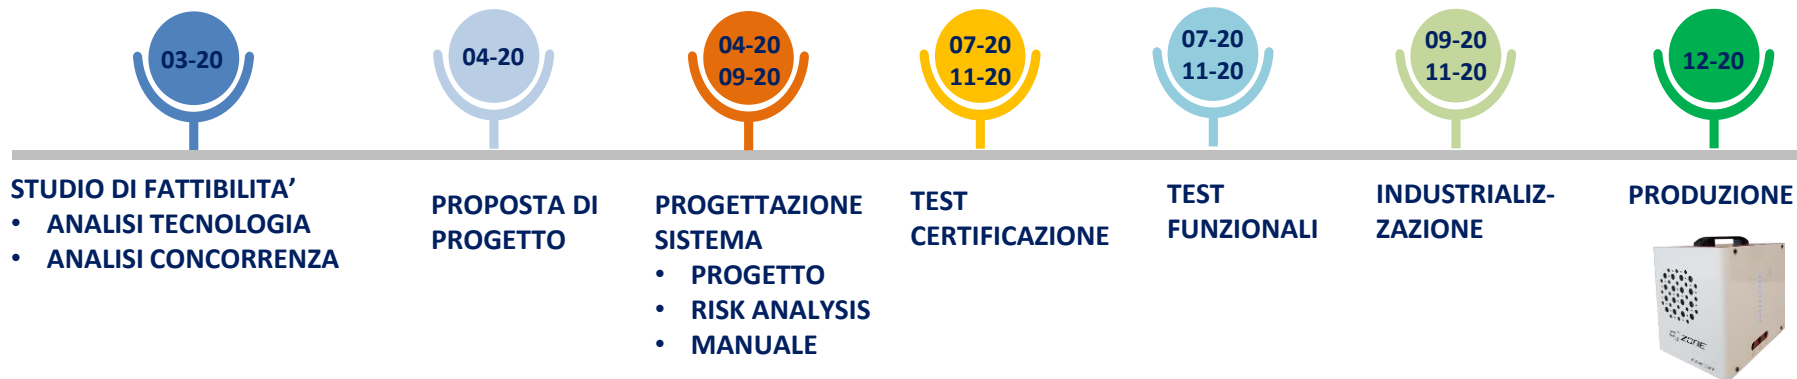 03-20
04-20
04-20
09-20
07-20
11-20
07-20
11-20
09-20
11-20
12-20
STUDIO DI FATTIBILITA’
• ANALISI TECNOLOGIA
• ANALISI CONCORRENZA
PROPOSTA DI
PROGETTO
PROGETTAZIONE
SISTEMA
• PROGETTO
• RISK ANALYSIS
• MANUALE
TEST
CERTIFICAZIONE
TEST
FUNZIONALI
INDUSTRIALIZ-
ZAZIONE
PRODUZIONE
ZONE